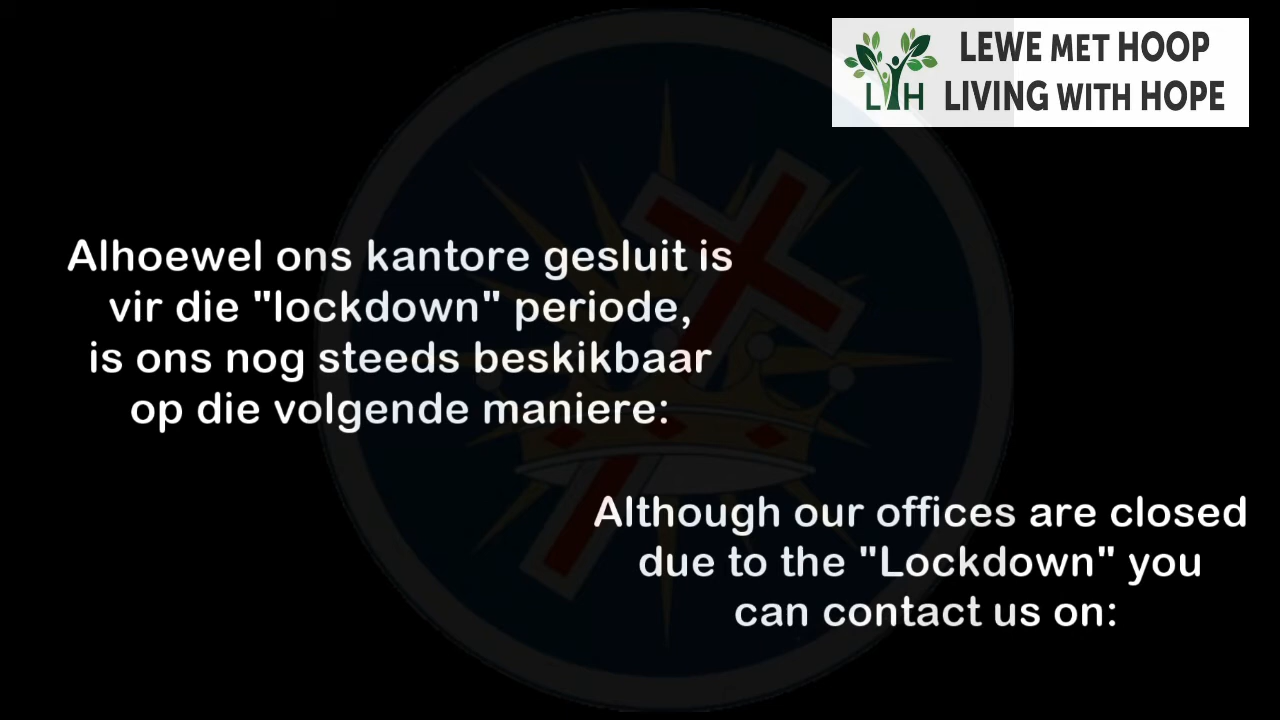 LEWE MET HOOP
LIVING WITH HOPE
LH
Alhoewel ons kantore gesluit is
vir die "lockdown" periode,
is ons nog steeds beskikbaar
op die volgende maniere:
Although our offices are closed
due to the "Lockdown" you
can contact us on: